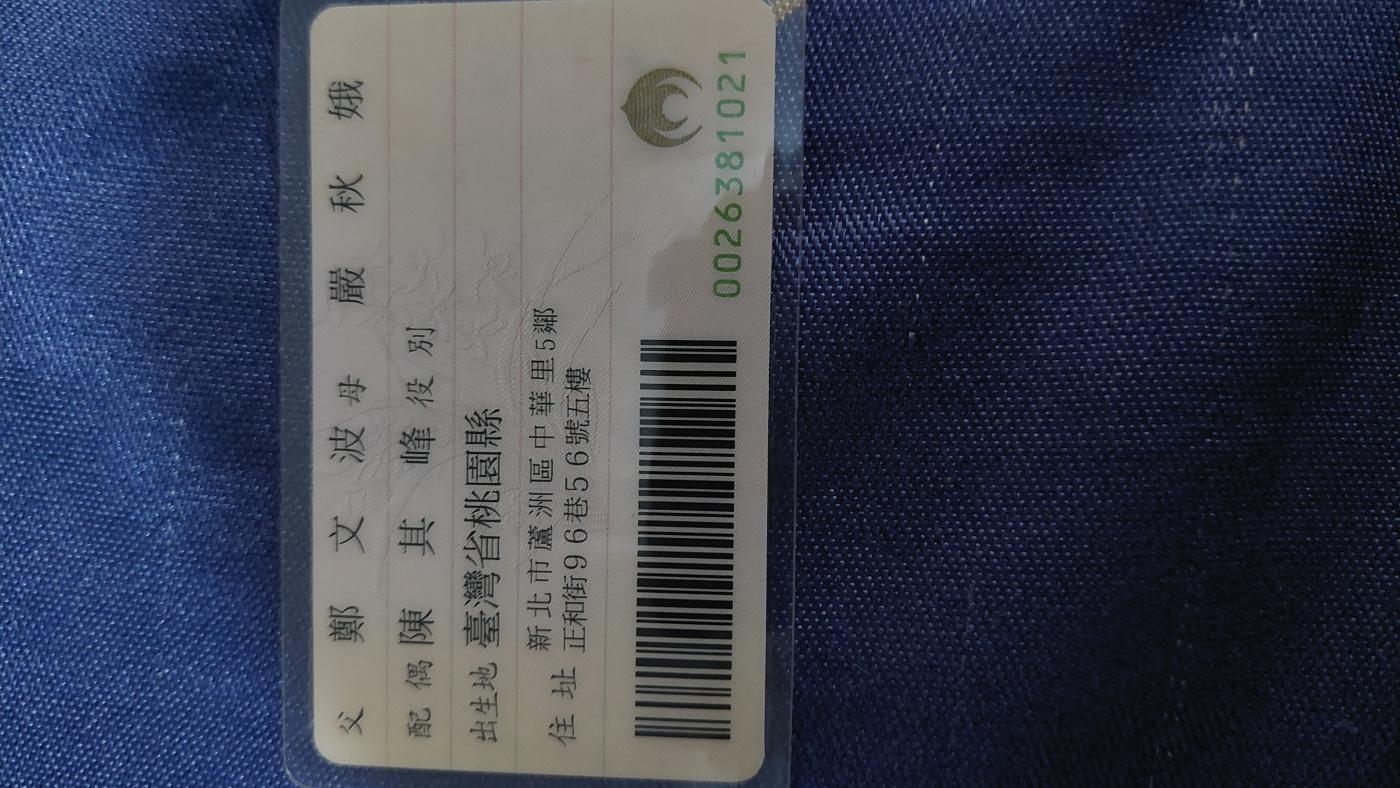 父 鄭文波 母 嚴秋娥
配偶 陳其峰 役別
出生地 臺灣省桃園縣
住址 新北市蘆洲區中華里5鄰
正和街96巷56號五樓
0026381021